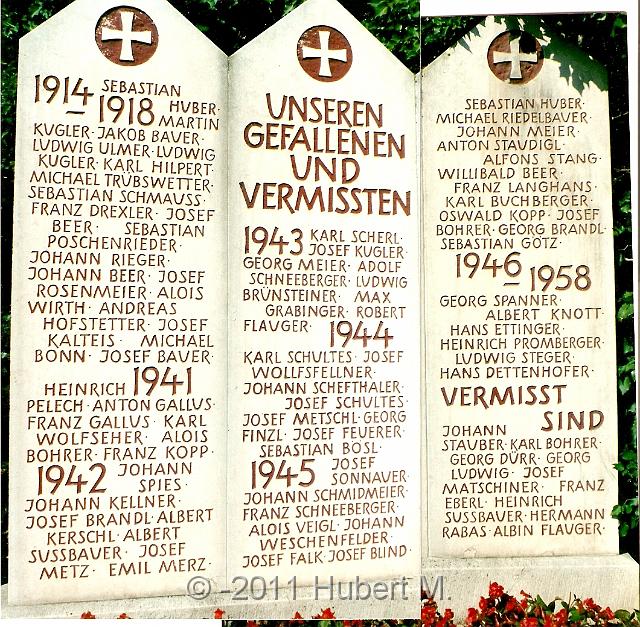 1914 SEBASTIAN
– 1918 HUBER·
MARTIN
KUGLER·JAKOB BAUER·
LUDWIG ULMER·LUDWIG
KUGLER·KARL HILPERT·
MICHAEL TRÜBSWETTER·
SEBASTIAN SCHMAUSS·
FRANZ DREXLER·JOSEF
BEER· SEBASTIAN
POSCHENRIEDER·
JOHANN RIEGER·
JOHANN BEER·JOSEF
ROSENMEIER·ALOIS
WIRTH·ANDREAS
HOFSTETTER·JOSEF
KALTEIS· MICHAEL
BONN·JOSEF BAUER·
HEINRICH 1941
PELECH·ANTON GALLUS·
FRANZ GALLUS·KARL
WOLFSEHER·ALOIS
BOHRER·FRANZ KOPP·
1942 JOHANN
SPIES·
JOHANN KELLNER·
JOSEF BRANDL·ALBERT
KERSCHL·ALBERT
SUSSBAUER·JOSEF
METZ·EMIL MERZ·
UNSEREN
GEFALLENEN
UND
VERMISSTEN
1943 KARL SCHERL·
JOSEF KUGLER·
GEORG MEIER·ADOLF
SCHNEEBERGER·LUDWIG
BRÜNSTEINER·MAX
GRABINGER·ROBERT
FLAUGER· 1944
KARL SCHULTES·JOSEF
WOLLFSFELLNER·
JOHANN SCHEFTHALER·
JOSEF SCHULTES·
JOSEF METSCHL·GEORG
FINZL·JOSEF FEUERER·
SEBASTIAN BÖSL·
1945 JOSEF
SONNAUER·
JOHANN SCHMIDMEIER·
FRANZ SCHNEEBERGER·
ALOIS VEIGL·JOHANN
WESCHENFELDER·
JOSEF FALK·JOSEF BLIND·
SEBASTIAN HUBER·
MICHAEL RIEDELBAUER·
JOHANN MEIER·
ANTON STAUDIGL·
ALFONS STANG·
WILLIBALD BEER·
FRANZ LANGHANS·
KARL BUCHBERGER·
OSWALD KOPP·JOSEF
BOHRER·GEORG BRANDL·
SEBASTIAN GÖTZ·
1946 – 1958
GEORG SPANNER·
ALBERT KNOTT·
HANS ETTINGER·
HEINRICH PROMBERGER·
LUDWIG STEGER·
HANS DETTENHOFER·
VERMISST
SIND
JOHANN
STAUBER·KARL BOHRER·
GEORG DÜRR·GEORG
LUDWIG·JOSEF
MATSCHINER·FRANZ
EBERL·HEINRICH
SUSSBAUER·HERMANN
RABAS·ALBIN FLAUGER·
© -2011 Hubert M.